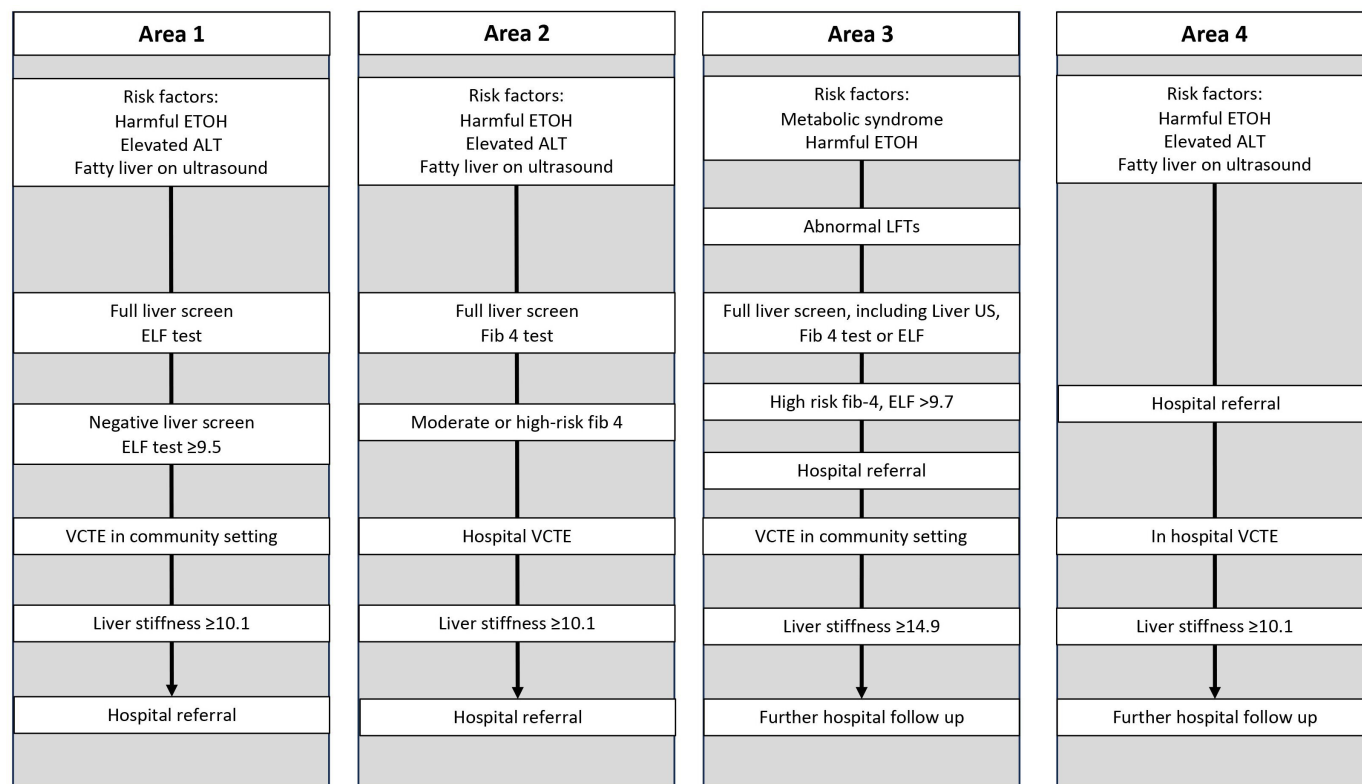 Area 1
Risk factors:
Harmful ETOH
Elevated ALT
Fatty liver on ultrasound
Full liver screen
ELF test
Negative liver screen
ELF test ≥9.5
VCTE in community setting
Liver stiffness ≥10.1
Hospital referral
Area 2
Risk factors:
Harmful ETOH
Elevated ALT
Fatty liver on ultrasound
Full liver screen
Fib 4 test
Moderate or high-risk fib 4
Hospital VCTE
Liver stiffness ≥10.1
Hospital referral
Area 3
Risk factors:
Metabolic syndrome
Harmful ETOH
Abnormal LFTs
Full liver screen, including Liver US,
Fib 4 test or ELF
High risk fib-4, ELF >9.7
Hospital referral
VCTE in community setting
Liver stiffness ≥14.9
Further hospital follow up
Area 4
Risk factors:
Harmful ETOH
Elevated ALT
Fatty liver on ultrasound
Hospital referral
In hospital VCTE
Liver stiffness ≥10.1
Further hospital follow up